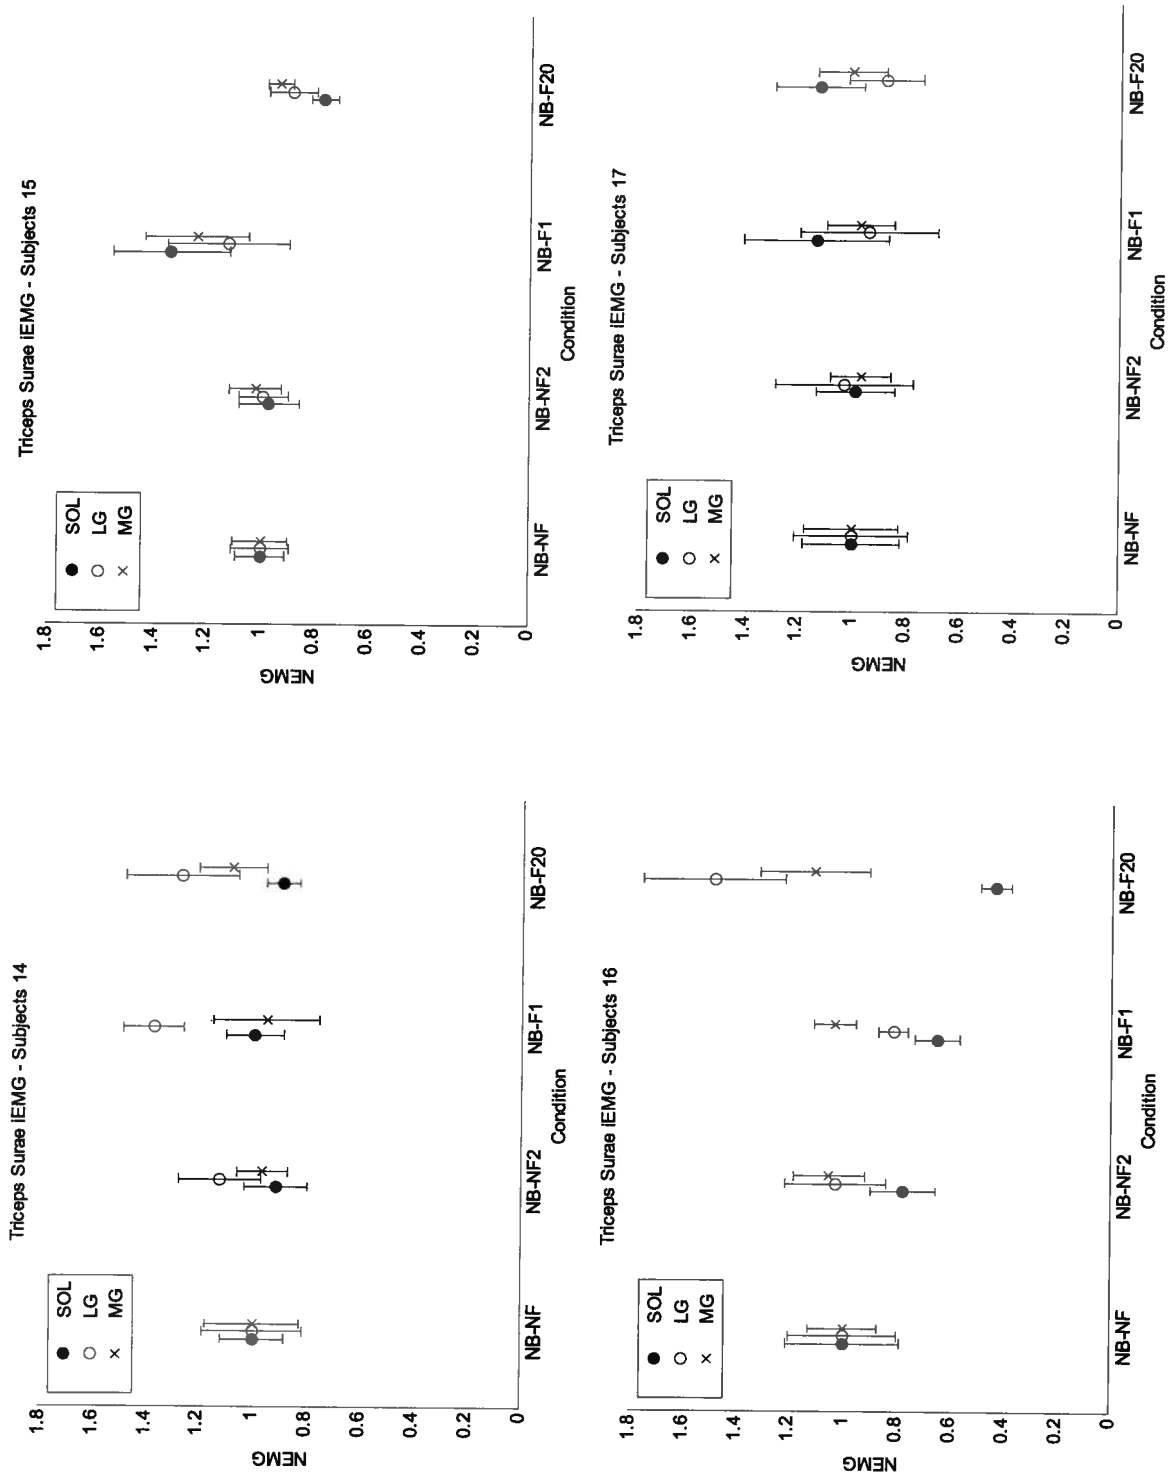 Triceps Surae iEMG - Subjects 14
SOL
LG
MG
1.8
1.6
1.4
1.2
1
0.8
0.6
0.4
0.2
0
NEMG
NB-NF
NB-NF2
NB-F1
NB-F20
Condition
Triceps Surae iEMG - Subjects 15
SOL
LG
MG
1.8
1.6
1.4
1.2
1
0.8
0.6
0.4
0.2
0
NEMG
NB-NF
NB-NF2
NB-F1
NB-F20
Condition
Triceps Surae iEMG - Subjects 16
SOL
LG
MG
1.8
1.6
1.4
1.2
1
0.8
0.6
0.4
0.2
0
NEMG
NB-NF
NB-NF2
NB-F1
NB-F20
Condition
Triceps Surae iEMG - Subjects 17
SOL
LG
MG
1.8
1.6
1.4
1.2
1
0.8
0.6
0.4
0.2
0
NEMG
NB-NF
NB-NF2
NB-F1
NB-F20
Condition